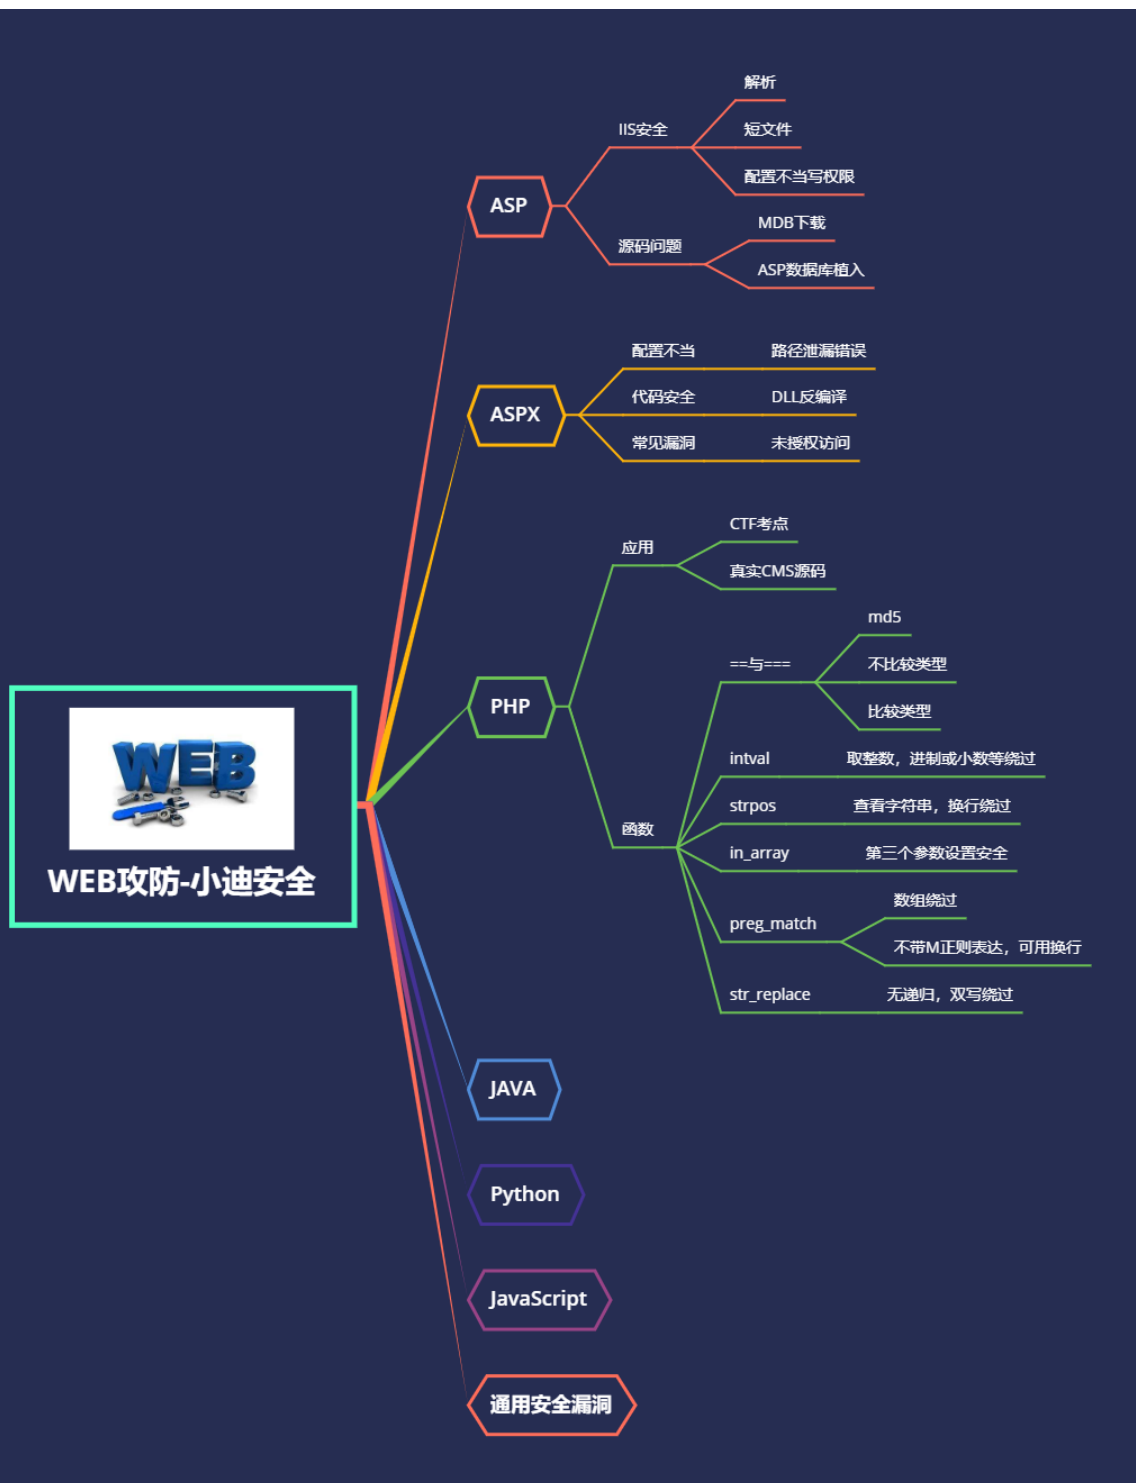 WEB
WEB攻防-小迪安全
ASP
IIS安全
解析
短文件
配置不当写权限
源码问题
MDB下载
ASP数据库植入
ASPX
配置不当
路径泄漏错误
代码安全
DLL反编译
常见漏洞
未授权访问
PHP
应用
CTF考点
真实CMS源码
函数
==与===
md5
不比较类型
比较类型
intval
取整数，进制或小数等绕过
strpos
查看字符串，换行绕过
in_array
第三个参数设置安全
preg_match
数组绕过
不带M正则表达，可用换行
str_replace
无递归，双写绕过
JAVA
Python
JavaScript
通用安全漏洞